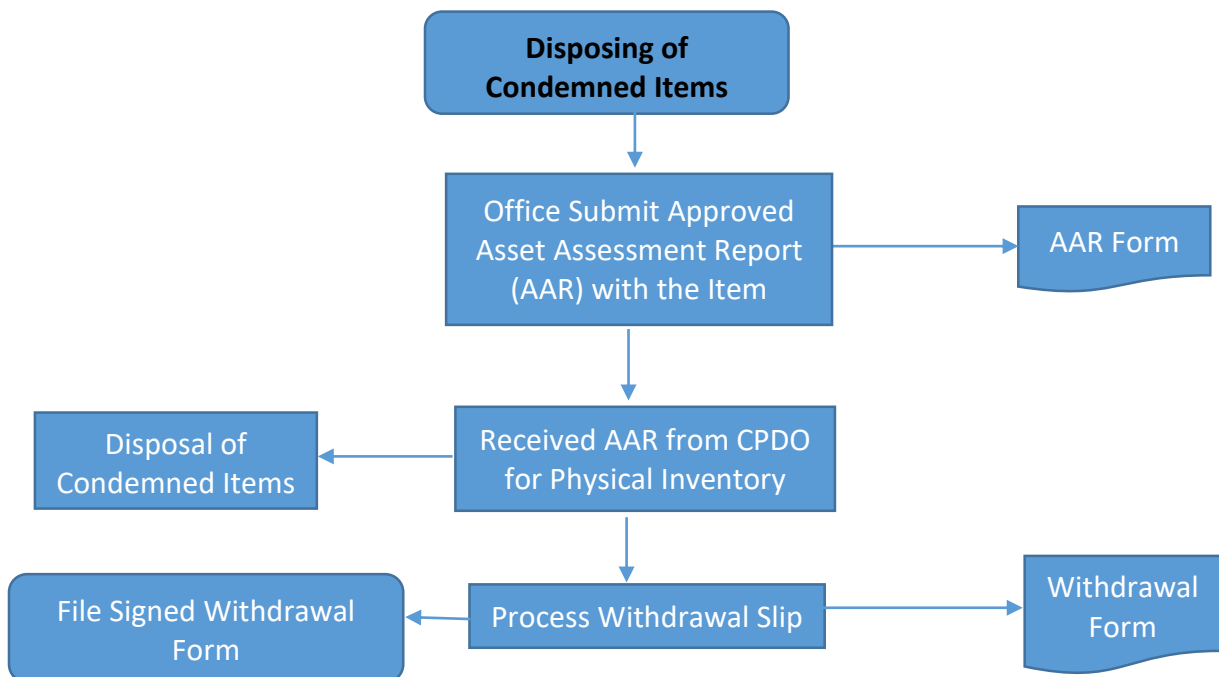 Disposing of
Condemned Items
Office Submit Approved
Asset Assessment Report
(AAR) with the Item
AAR Form
Received AAR from CPDO
for Physical Inventory
Disposal of
Condemned Items
Process Withdrawal Slip
File Signed Withdrawal
Form
Withdrawal
Form